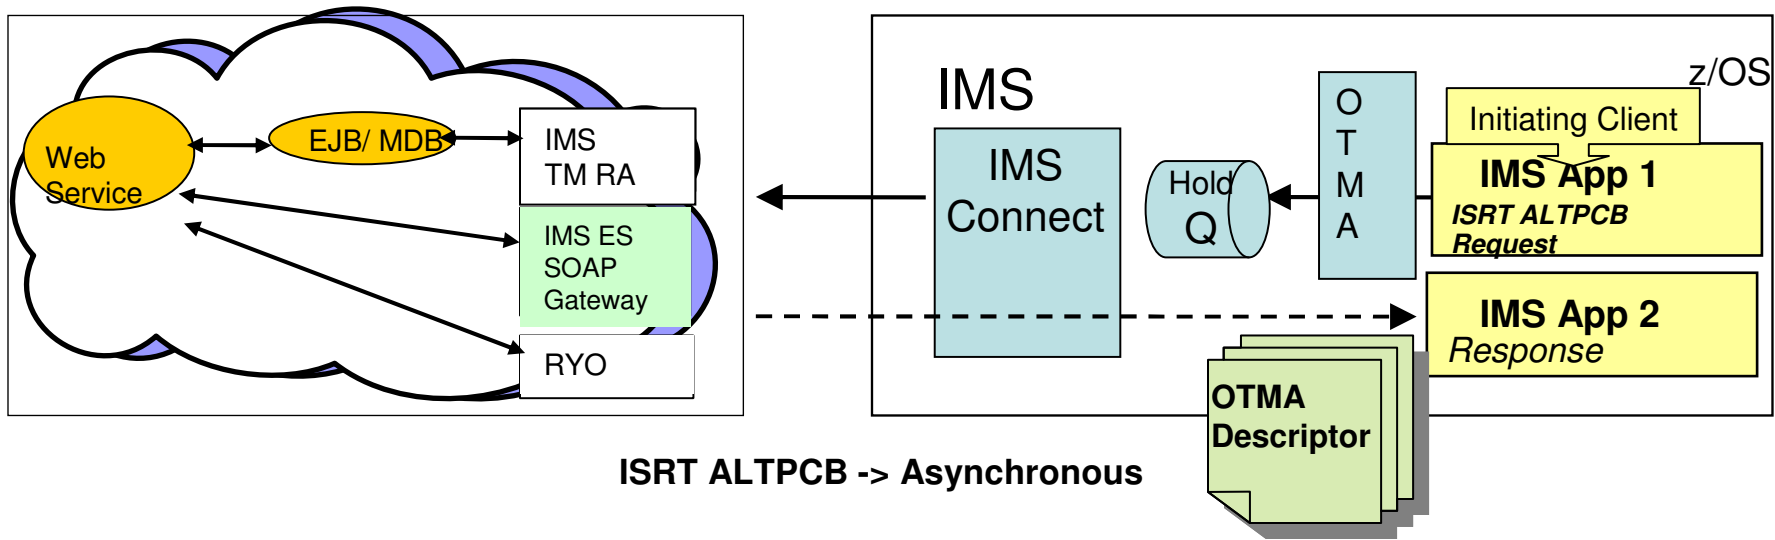 Web
Service
EJB/ MDB
IMS
TM RA
IMS ES
SOAP
Gateway
RYO
IMS
z/OS
IMS
Connect
Hold
Q
O
T
M
A
Initiating Client
IMS App 1
ISRT ALTPCB
Request
IMS App 2
Response
OTMA
Descriptor
ISRT ALTPCB -> Asynchronous